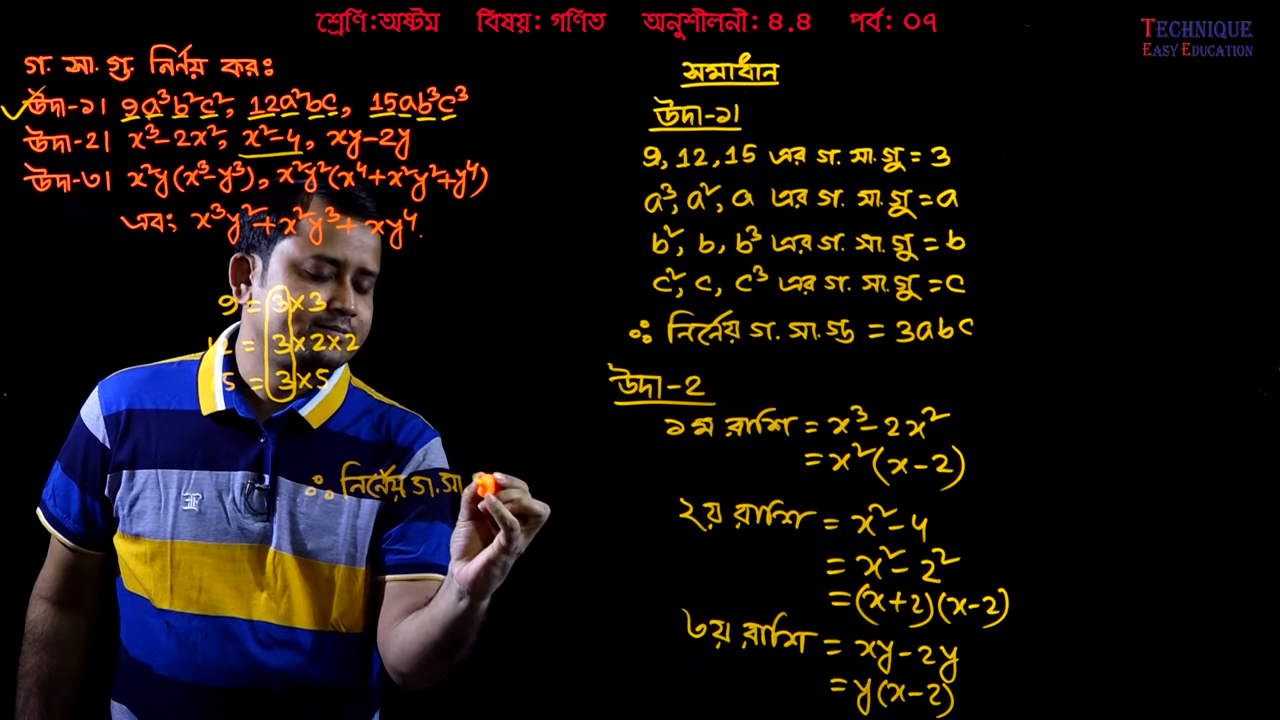 শ্রেণি:অষ্টম বিষয়: গণিত অনুশীলনী: ৪.৪ পর্ব: ০৭
TECHNIQUE
EASY EDUCATION
গ. সা. গু. নির্নয় করঃ
উদা-১। 9a³b²c², 12a²bc, 15ab³c³
উদা-2। x³-2x², x²-4, xy-2y
উদা-৩। x²y(x³-y³), x²y²(x⁴+x²y²+y⁴)
এবং x³y²+x²y³+xy⁴.
9 = 3×3
12 = 3×2×2
15 = 3×5
∴ নির্নেয় গ.সা.
সমাধান
উদা-১।
9, 12, 15 এর গ. সা. গু = 3
a³, a², a এর গ. সা. গু = a
b², b, b³ এর গ. সা. গু = b
c², c, c³ এর গ. সা. গু = c
∴ নির্নেয় গ. সা. গু = 3abc
উদা-2
১ম রাশি = x³-2x²
= x²(x-2)
২য় রাশি = x²-4
= x²-2²
=(x+2)(x-2)
৩য় রাশি = xy-2y
= y(x-2)